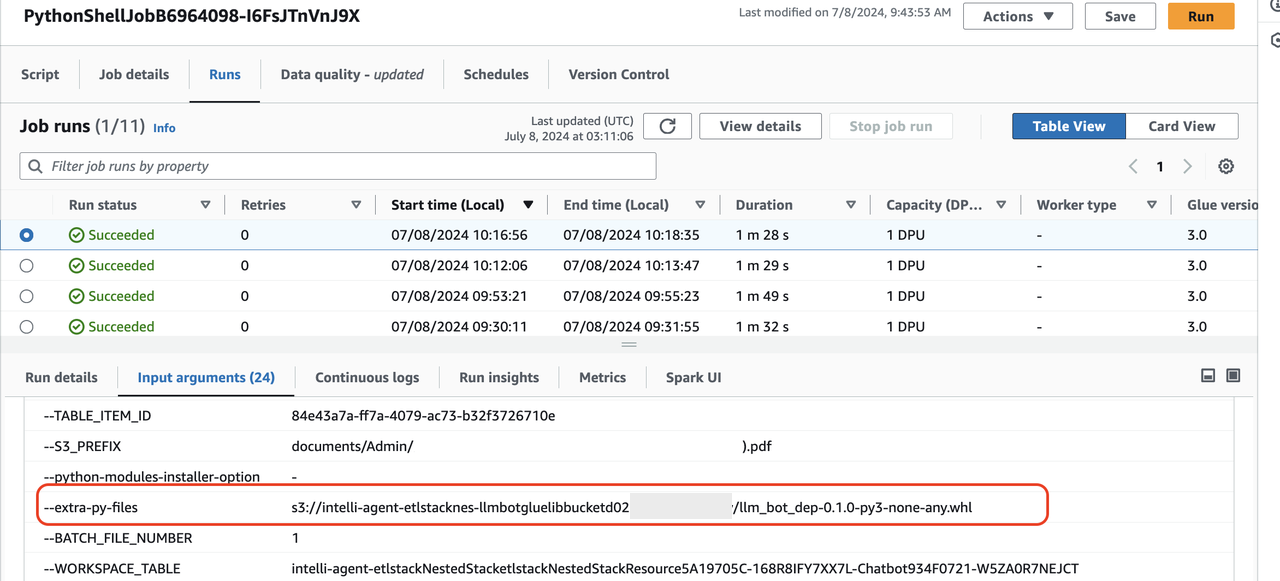 PythonShellJobB6964098-I6FsJTnVnJ9X
Last modified on 7/8/2024, 9:43:53 AM
Actions
Save
Run
Script
Job details
Runs
Data quality - updated
Schedules
Version Control
Job runs (1/11) Info
Last updated (UTC)
July 8, 2024 at 03:11:06
View details
Stop job run
Table View
Card View
Filter job runs by property
1
Run status Retries Start time (Local) End time (Local) Duration Capacity (DP... Worker type Glue versio
Succeeded 0 07/08/2024 10:16:56 07/08/2024 10:18:35 1 m 28 s 1 DPU - 3.0
Succeeded 0 07/08/2024 10:12:06 07/08/2024 10:13:47 1 m 29 s 1 DPU - 3.0
Succeeded 0 07/08/2024 09:53:21 07/08/2024 09:55:23 1 m 49 s 1 DPU - 3.0
Succeeded 0 07/08/2024 09:30:11 07/08/2024 09:31:55 1 m 32 s 1 DPU - 3.0
Run details
Input arguments (24)
Continuous logs
Run insights
Metrics
Spark UI
--TABLE_ITEM_ID 84e43a7a-ff7a-4079-ac73-b32f3726710e
--S3_PREFIX documents/Admin/ ).pdf
--python-modules-installer-option -
--extra-py-files s3://intelli-agent-etlstacknes-llmbotgluelibbucketd02 /llm_bot_dep-0.1.0-py3-none-any.whl
--BATCH_FILE_NUMBER 1
--WORKSPACE_TABLE intelli-agent-etlstackNestedStacketlstackNestedStackResource5A19705C-168R8IFY7XX7L-Chatbot934F0721-W5ZA0R7NEJCT